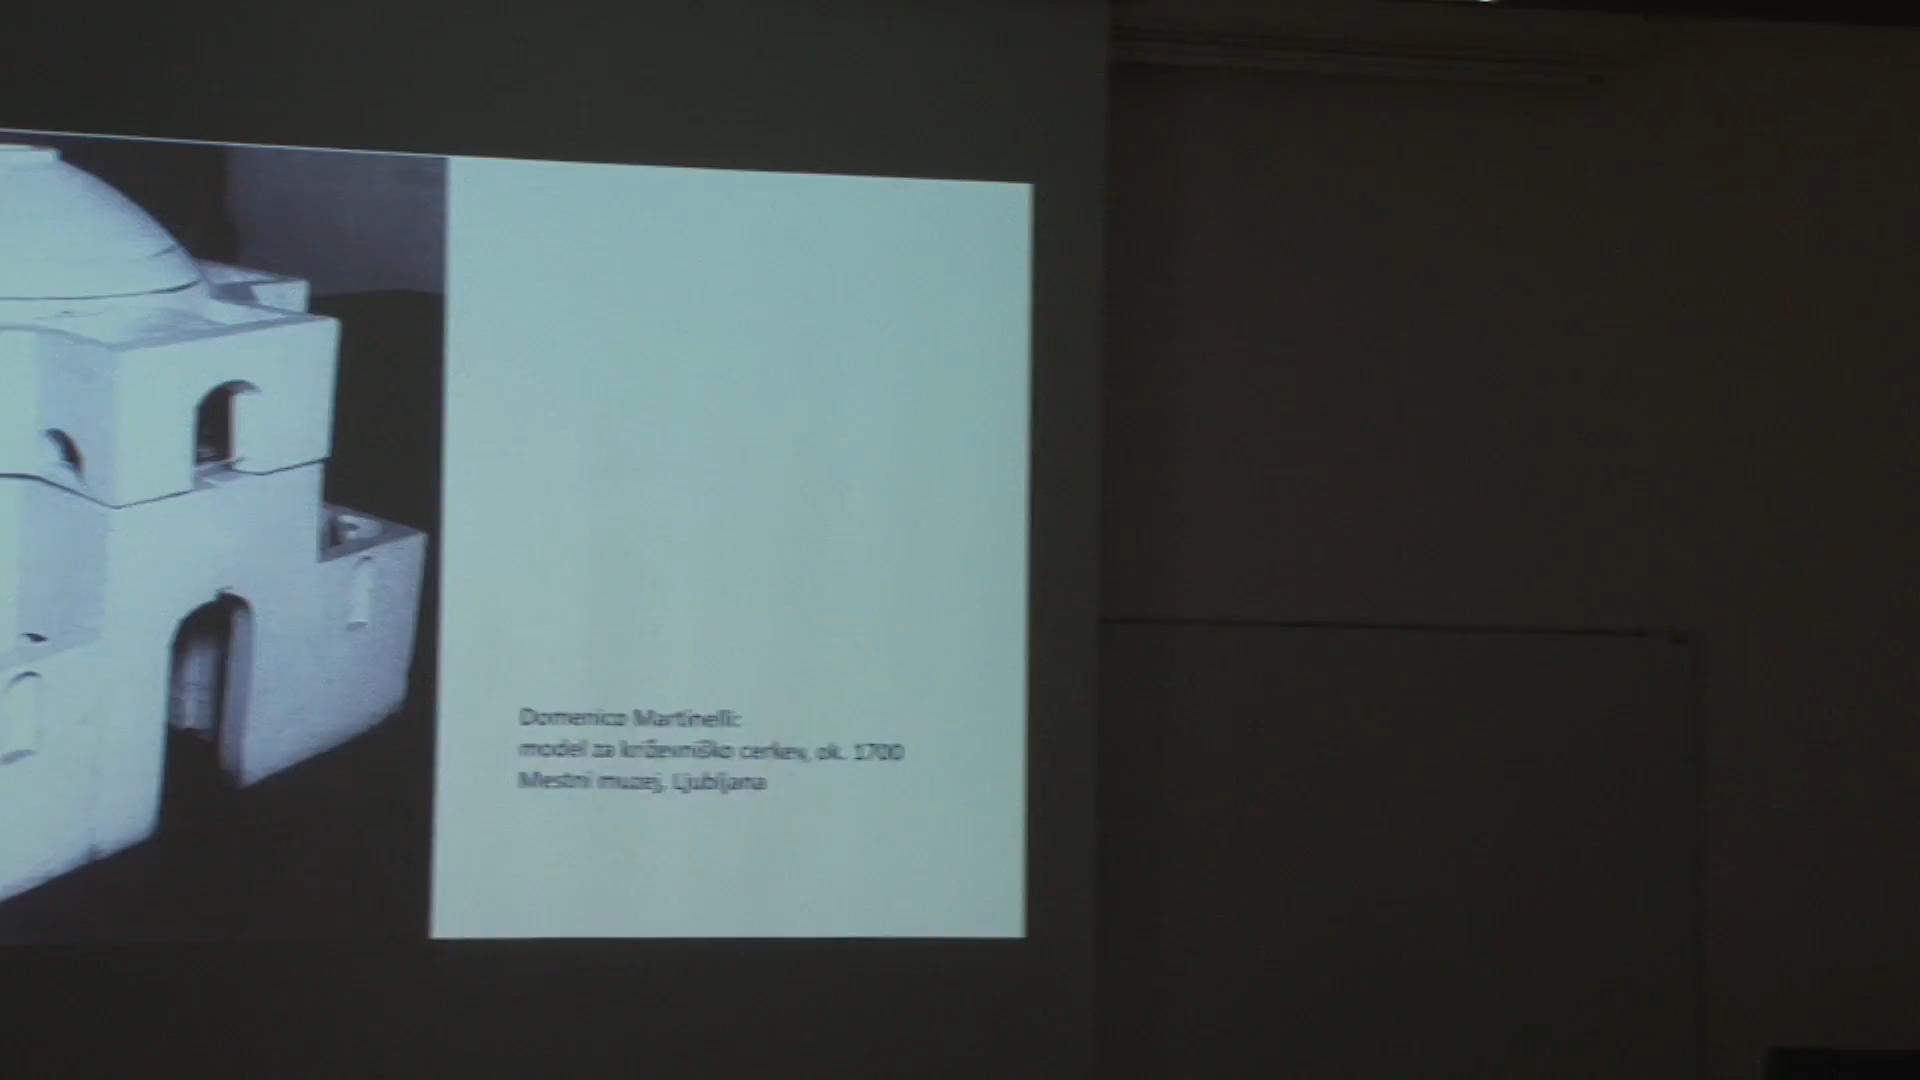 Domenico Martinelli:
model za križevniško cerkev, ok. 1700
Mestni muzej, Ljubljana